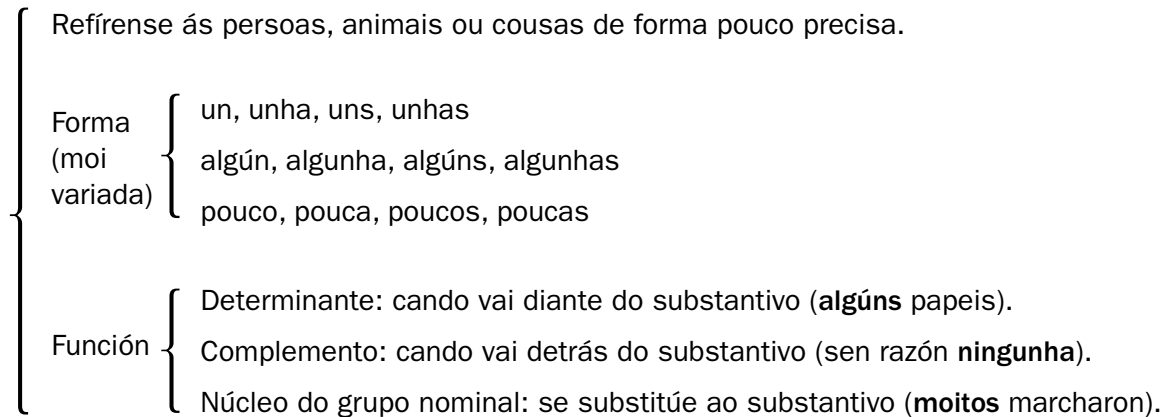 Refírense ás persoas, animais ou cousas de forma pouco precisa.
Forma
(moi
variada)
un, unha, uns, unhas
algún, algunha, algúns, algunhas
pouco, pouca, poucos, poucas
Función
Determinante: cando vai diante do substantivo (algúns papeis).
Complemento: cando vai detrás do substantivo (sen razón ningunha).
Núcleo do grupo nominal: se substitúe ao substantivo (moitos marcharon).